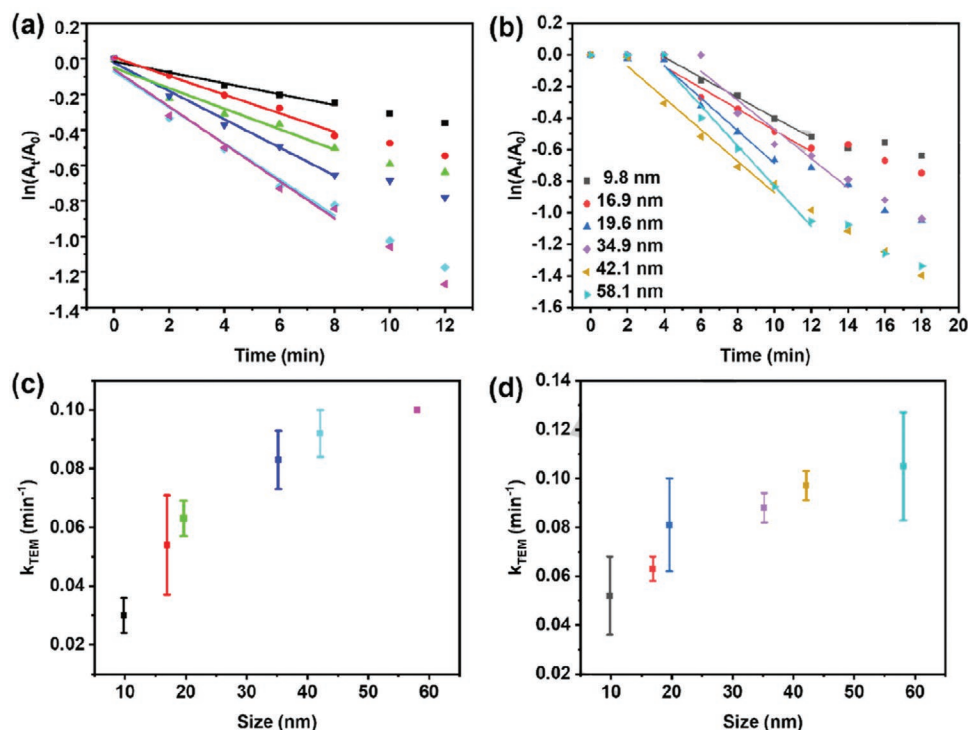 (a)
0.2
0.0
-0.2
-0.4
-0.6
-0.8
-1.0
-1.2
-1.4
ln(Aₜ/A₀)
0 2 4 6 8 10 12
Time (min)
(b)
0.2
0.0
-0.2
-0.4
-0.6
-0.8
-1.0
-1.2
-1.4
-1.6
ln(Aₜ/A₀)
9.8 nm
16.9 nm
19.6 nm
34.9 nm
42.1 nm
58.1 nm
0 2 4 6 8 10 12 14 16 18 20
Time (min)
(c)
0.10
0.08
0.06
0.04
0.02
k_TEM (min⁻¹)
10 20 30 40 50 60
Size (nm)
(d)
0.14
0.12
0.10
0.08
0.06
0.04
0.02
k_TEM (min⁻¹)
10 20 30 40 50 60
Size (nm)